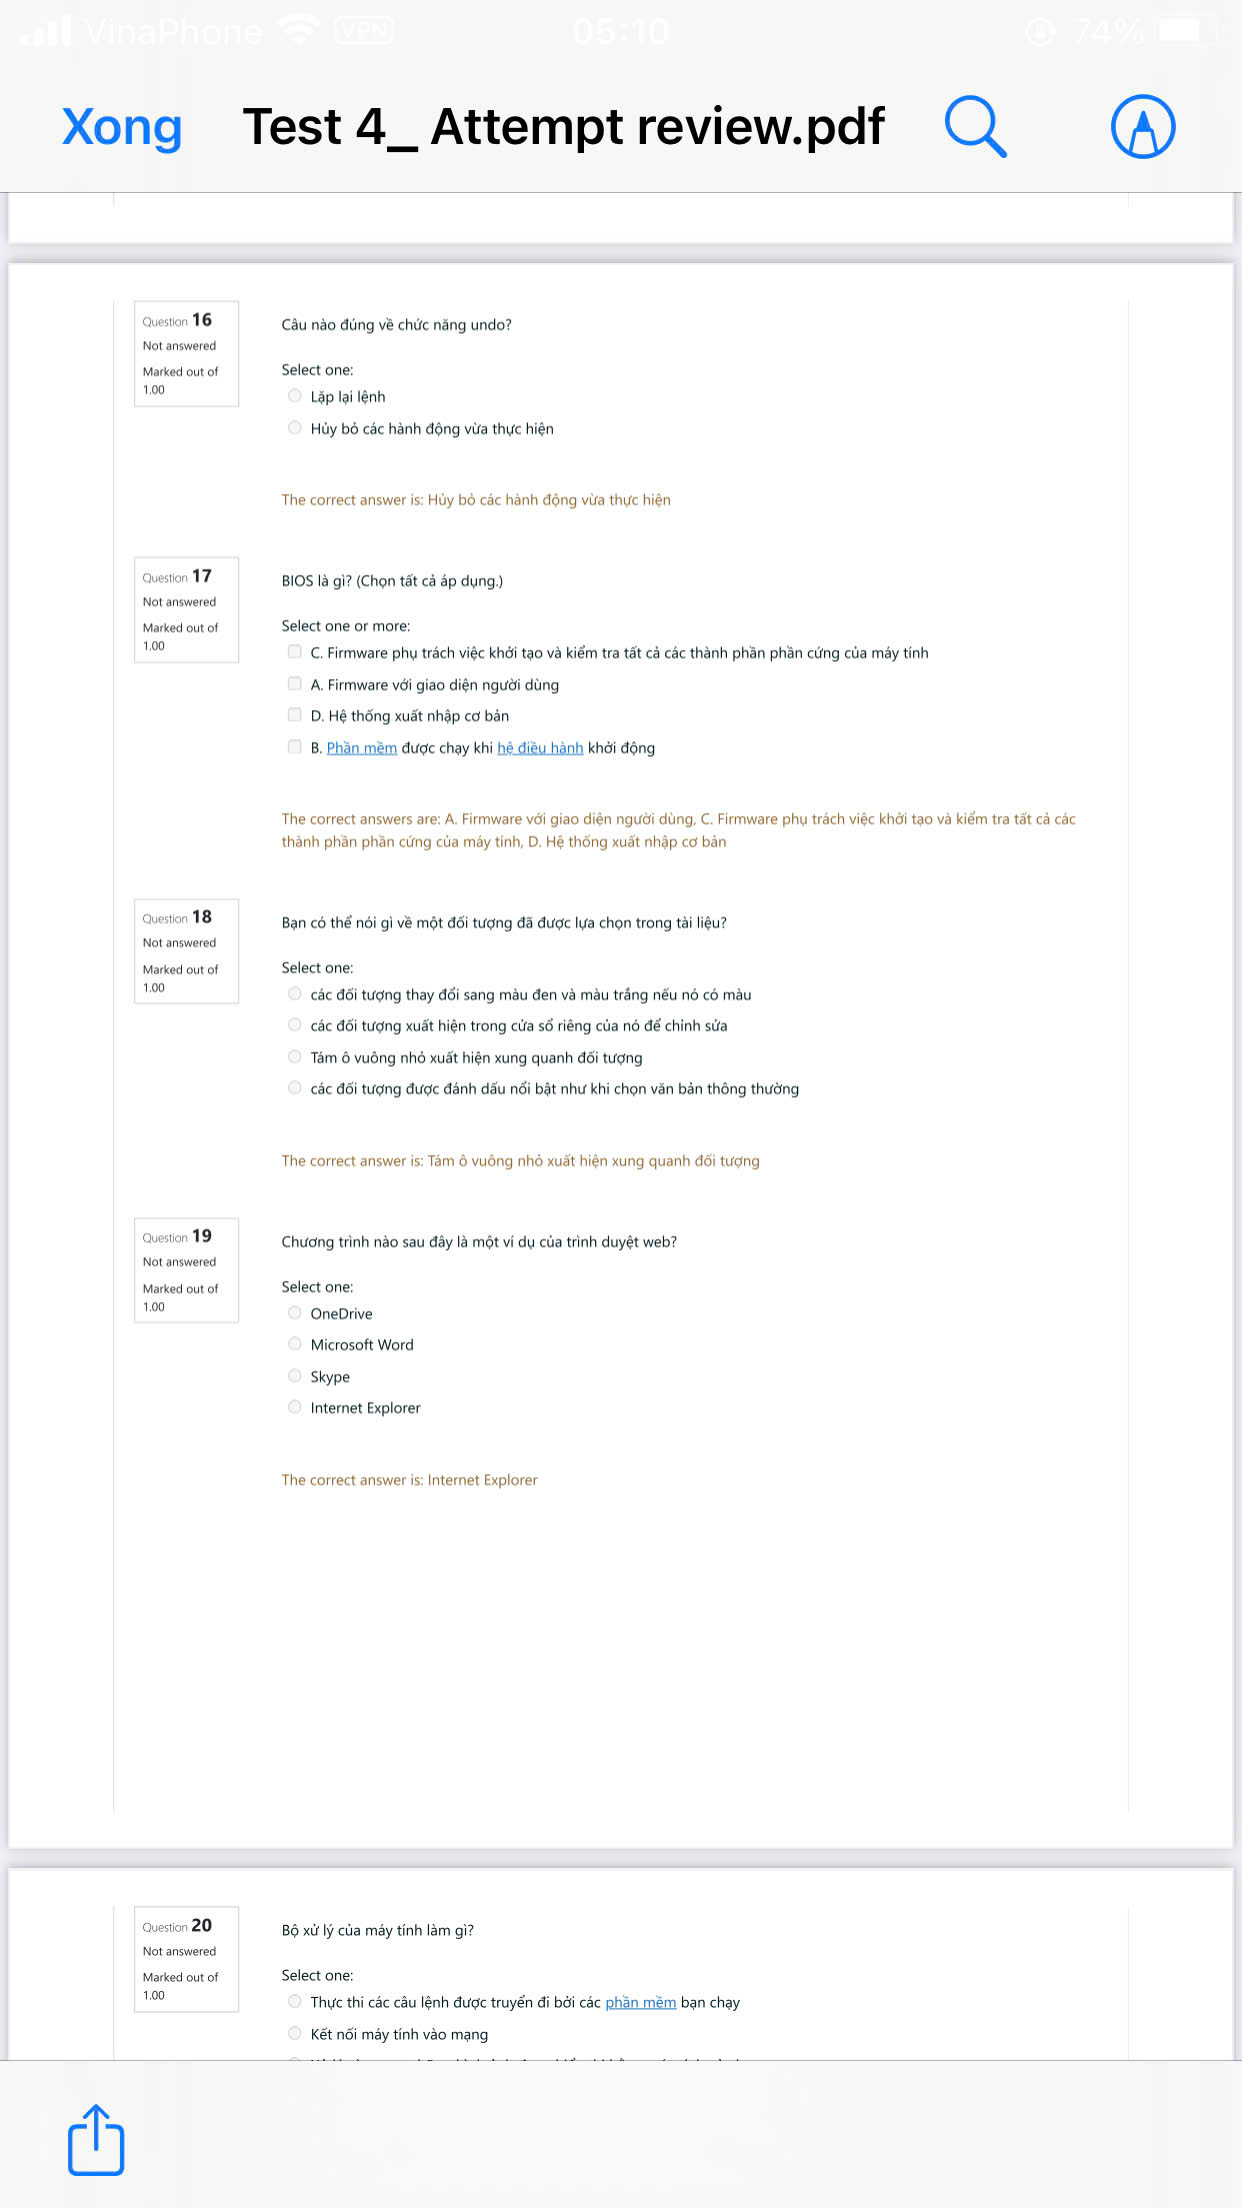 VinaPhone VPN 05:10 74%
Xong Test 4_ Attempt review.pdf
Question 16
Not answered
Marked out of
1.00
Câu nào đúng về chức năng undo?
Select one:
Lặp lại lệnh
Hủy bỏ các hành động vừa thực hiện
The correct answer is: Hủy bỏ các hành động vừa thực hiện
Question 17
Not answered
Marked out of
1.00
BIOS là gì? (Chọn tất cả áp dụng.)
Select one or more:
C. Firmware phụ trách việc khởi tạo và kiểm tra tất cả các thành phần phần cứng của máy tính
A. Firmware với giao diện người dùng
D. Hệ thống xuất nhập cơ bản
B. Phần mềm được chạy khi hệ điều hành khởi động
The correct answers are: A. Firmware với giao diện người dùng, C. Firmware phụ trách việc khởi tạo và kiểm tra tất cả các
thành phần phần cứng của máy tính, D. Hệ thống xuất nhập cơ bản
Question 18
Not answered
Marked out of
1.00
Bạn có thể nói gì về một đối tượng đã được lựa chọn trong tài liệu?
Select one:
các đối tượng thay đổi sang màu đen và màu trắng nếu nó có màu
các đối tượng xuất hiện trong cửa sổ riêng của nó để chỉnh sửa
Tám ô vuông nhỏ xuất hiện xung quanh đối tượng
các đối tượng được đánh dấu nổi bật như khi chọn văn bản thông thường
The correct answer is: Tám ô vuông nhỏ xuất hiện xung quanh đối tượng
Question 19
Not answered
Marked out of
1.00
Chương trình nào sau đây là một ví dụ của trình duyệt web?
Select one:
OneDrive
Microsoft Word
Skype
Internet Explorer
The correct answer is: Internet Explorer
Question 20
Not answered
Marked out of
1.00
Bộ xử lý của máy tính làm gì?
Select one:
Thực thi các câu lệnh được truyền đi bởi các phần mềm bạn chạy
Kết nối máy tính vào mạng